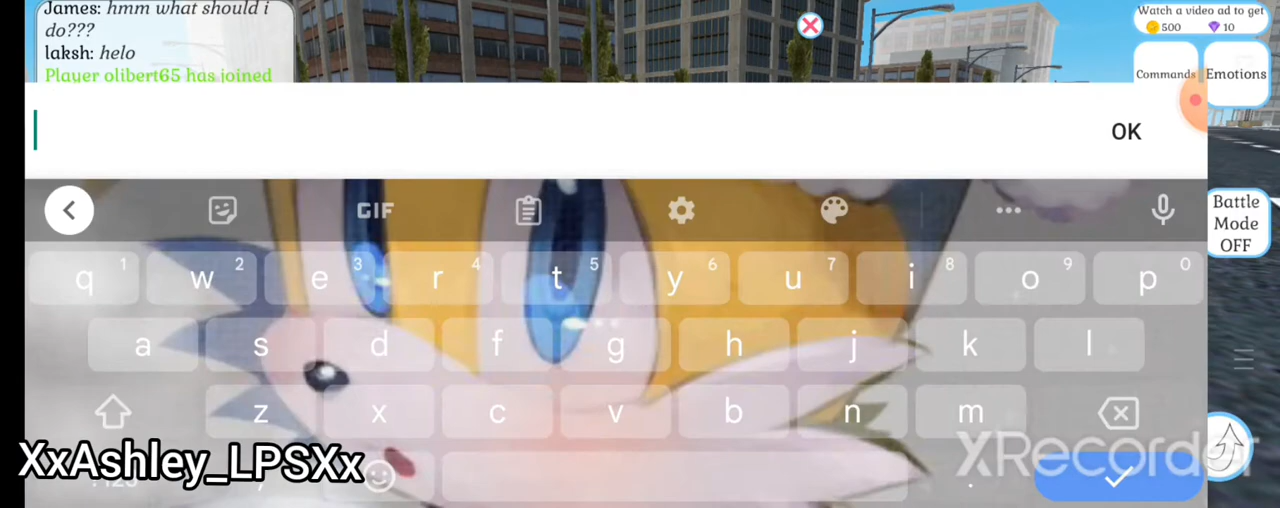 James: hmm what should i
do???
laksh: helo
Player olibert65 has joined
Watch a video ad to get
500 10
Commands Emotions
OK
Battle
Mode
OFF
GIF
q 1 w 2 e 3 r 4 t 5 y 6 u 7 i 8 o 9 p 0
a s d f g h j k l
z x c v b n m
XxAshley_LPSXx
XRecorder